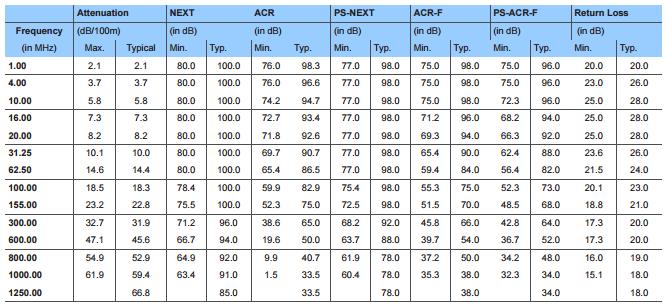 Attenuation NEXT ACR PS-NEXT ACR-F PS-ACR-F Return Loss
Frequency (dB/100m) (in dB) (in dB) (in dB) (in dB) (in dB) (in dB)
(in MHz) Max. Typical Min. Typ. Min. Typ. Min. Typ. Min. Typ. Min. Typ. Min. Typ.
1.00 2.1 2.1 80.0 100.0 76.0 98.3 77.0 98.0 75.0 98.0 75.0 96.0 20.0 20.0
4.00 3.7 3.7 80.0 100.0 76.0 96.6 77.0 98.0 75.0 98.0 75.0 96.0 23.0 26.0
10.00 5.8 5.8 80.0 100.0 74.2 94.7 77.0 98.0 75.0 98.0 72.3 96.0 25.0 28.0
16.00 7.3 7.3 80.0 100.0 72.7 93.4 77.0 98.0 71.2 96.0 68.2 94.0 25.0 28.0
20.00 8.2 8.2 80.0 100.0 71.8 92.6 77.0 98.0 69.3 94.0 66.3 92.0 25.0 28.0
31.25 10.1 10.0 80.0 100.0 69.7 90.7 77.0 98.0 65.4 90.0 62.4 88.0 23.6 26.0
62.50 14.6 14.4 80.0 100.0 65.4 86.5 77.0 98.0 59.4 84.0 56.4 82.0 21.5 24.0
100.00 18.5 18.3 78.4 100.0 59.9 82.9 75.4 98.0 55.3 75.0 52.3 73.0 20.1 23.0
155.00 23.2 22.8 75.5 100.0 52.3 75.0 72.5 98.0 51.5 70.0 48.5 68.0 18.8 21.0
300.00 32.7 31.9 71.2 96.0 38.6 65.0 68.2 92.0 45.8 66.0 42.8 64.0 17.3 20.0
600.00 47.1 45.6 66.7 94.0 19.6 50.0 63.7 88.0 39.7 54.0 36.7 52.0 17.3 20.0
800.00 54.9 52.9 64.9 92.0 9.9 40.7 61.9 78.0 37.2 50.0 34.2 48.0 16.0 19.0
1000.00 61.9 59.4 63.4 91.0 1.5 33.5 60.4 78.0 35.3 38.0 32.3 34.0 15.1 18.0
1250.00 66.8 85.0 33.5 78.0 38.0 34.0 18.0